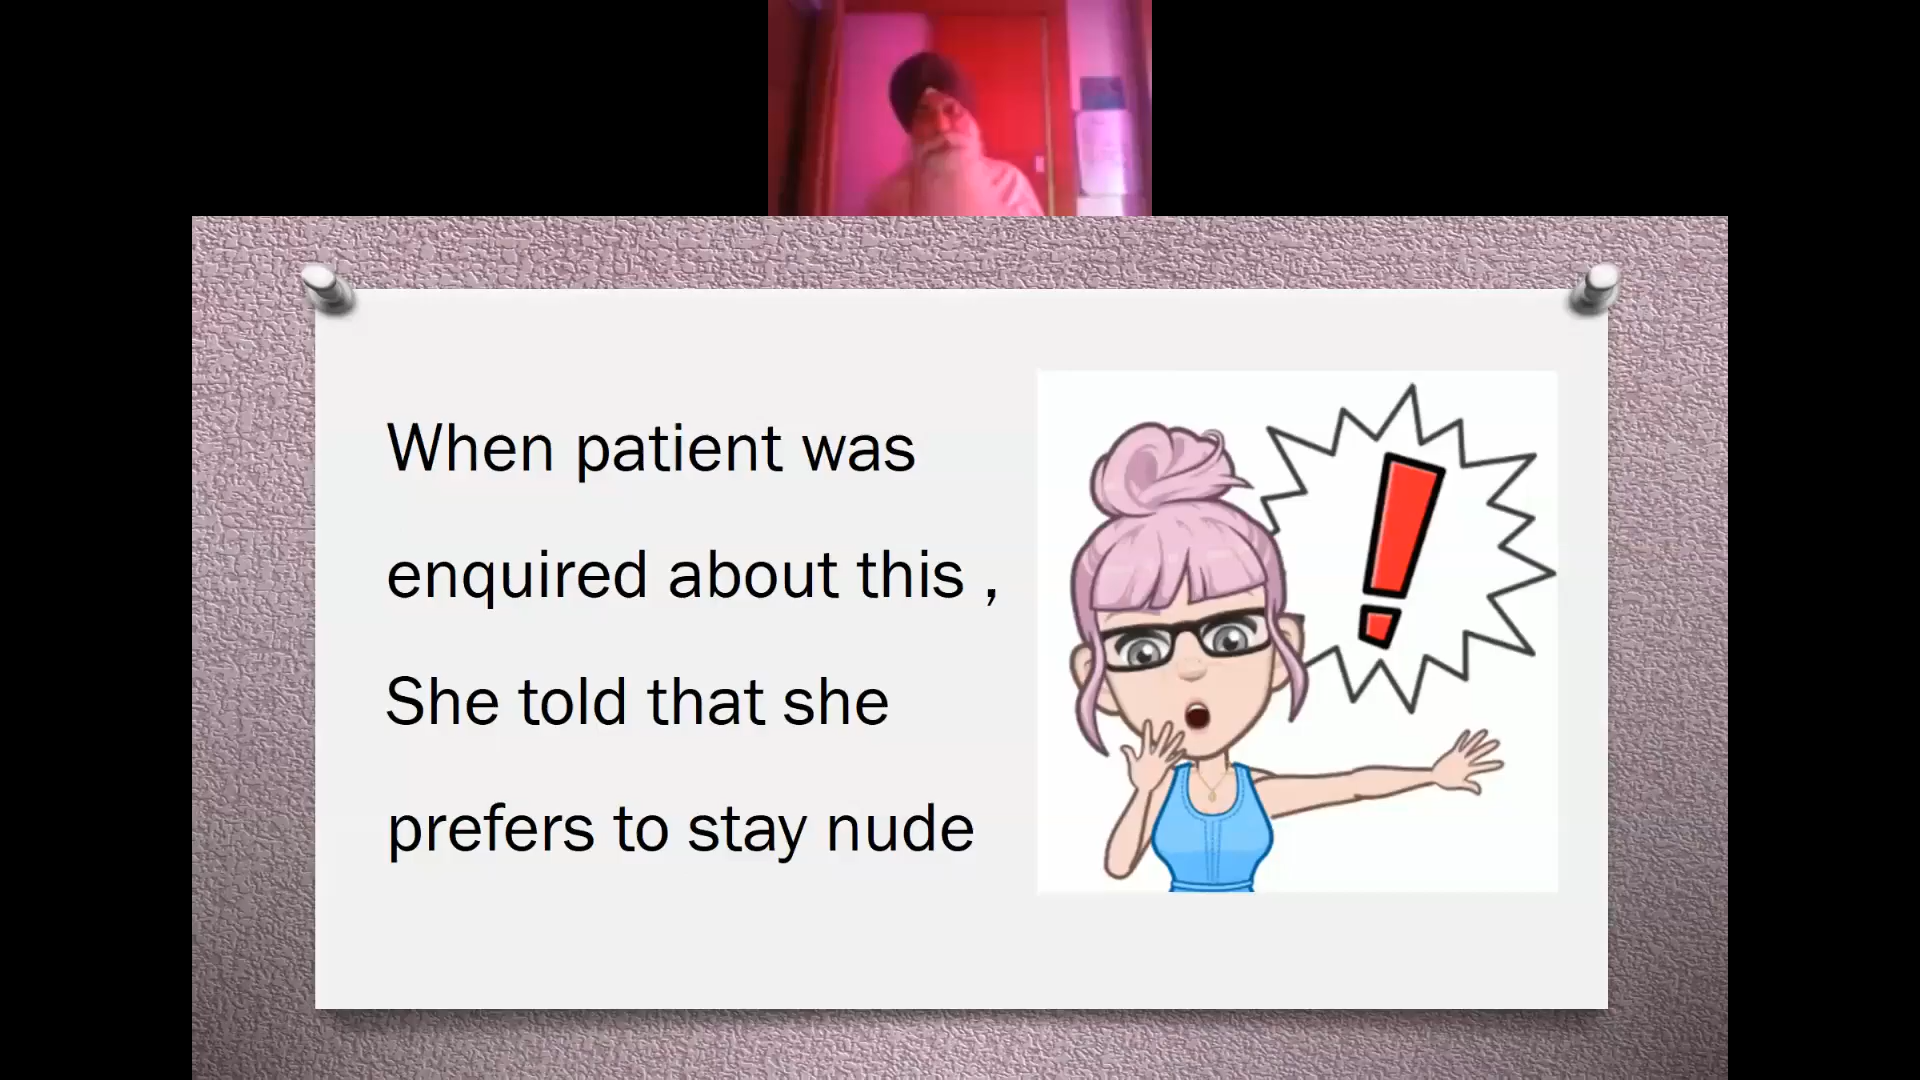 When patient was
enquired about this ,
She told that she
prefers to stay nude